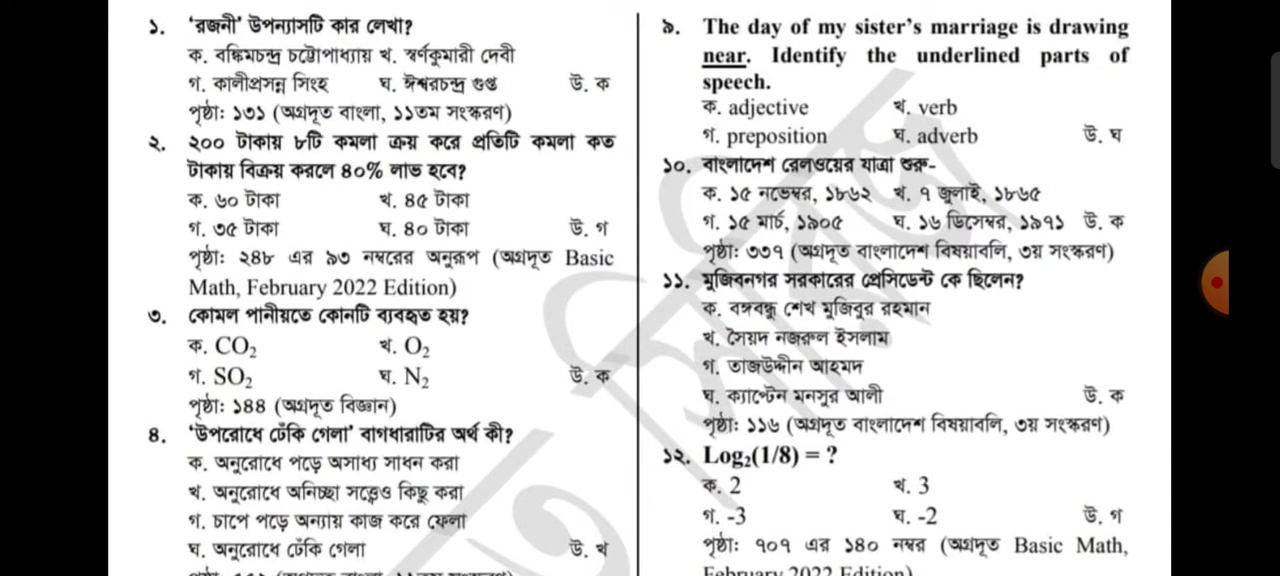 ১. ‘রজনী’ উপন্যাসটি কার লেখা?
ক. বঙ্কিমচন্দ্র চট্টোপাধ্যায় খ. স্বর্ণকুমারী দেবী
গ. কালীপ্রসন্ন সিংহ ঘ. ঈশ্বরচন্দ্র গুপ্ত উ. ক
পৃষ্ঠা: ১৩১ (অগ্রদূত বাংলা, ১১তম সংস্করণ)
২. ২০০ টাকায় ৮টি কমলা ক্রয় করে প্রতিটি কমলা কত
টাকায় বিক্রয় করলে ৪০% লাভ হবে?
ক. ৬০ টাকা খ. ৪৫ টাকা
গ. ৩৫ টাকা ঘ. ৪০ টাকা উ. গ
পৃষ্ঠা: ২৪৮ এর ৯৩ নম্বরের অনুরূপ (অগ্রদূত Basic
Math, February 2022 Edition)
৩. কোমল পানীয়তে কোনটি ব্যবহৃত হয়?
ক. CO₂ খ. O₂
গ. SO₂ ঘ. N₂ উ. ক
পৃষ্ঠা: ১৪৪ (অগ্রদূত বিজ্ঞান)
৪. ‘উপরোধে ঢেঁকি গেলা’ বাগধারাটির অর্থ কী?
ক. অনুরোধে পড়ে অসাধ্য সাধন করা
খ. অনুরোধে অনিচ্ছা সত্ত্বেও কিছু করা
গ. চাপে পড়ে অন্যায় কাজ করে ফেলা
ঘ. অনুরোধে ঢেঁকি গেলা উ. খ
৯. The day of my sister’s marriage is drawing
near. Identify the underlined parts of
speech.
ক. adjective খ. verb
গ. preposition ঘ. adverb উ. ঘ
১০. বাংলাদেশ রেলওয়ের যাত্রা শুরু-
ক. ১৫ নভেম্বর, ১৮৬২ খ. ৭ জুলাই, ১৮৬৫
গ. ১৫ মার্চ, ১৯০৫ ঘ. ১৬ ডিসেম্বর, ১৯৭১ উ. ক
পৃষ্ঠা: ৩৩৭ (অগ্রদূত বাংলাদেশ বিষয়াবলি, ৩য় সংস্করণ)
১১. মুজিবনগর সরকারের প্রেসিডেন্ট কে ছিলেন?
ক. বঙ্গবন্ধু শেখ মুজিবুর রহমান
খ. সৈয়দ নজরুল ইসলাম
গ. তাজউদ্দীন আহমদ
ঘ. ক্যাপ্টেন মনসুর আলী উ. ক
পৃষ্ঠা: ১১৬ (অগ্রদূত বাংলাদেশ বিষয়াবলি, ৩য় সংস্করণ)
১২. Log₂(1/8) = ?
ক. 2 খ. 3
গ. -3 ঘ. -2 উ. গ
পৃষ্ঠা: ৭০৭ এর ১৪০ নম্বর (অগ্রদূত Basic Math,
February 2022 Edition)